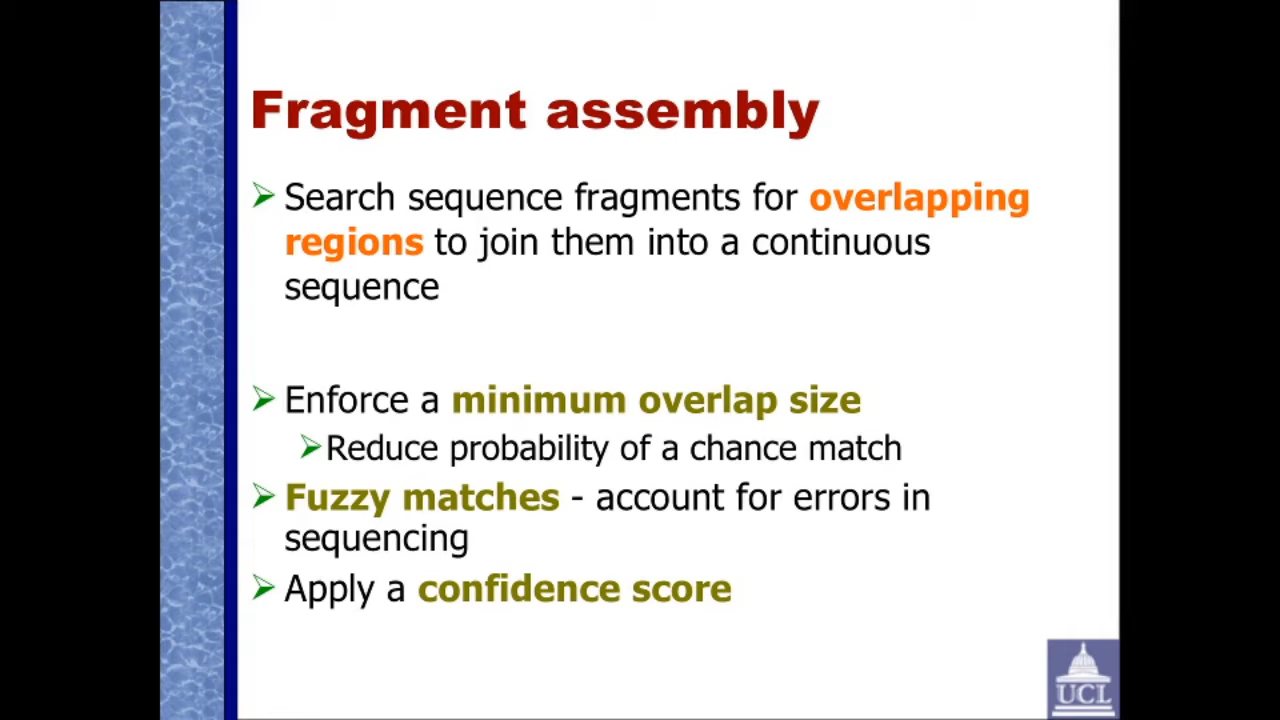 Fragment assembly
Search sequence fragments for overlapping
regions to join them into a continuous
sequence
Enforce a minimum overlap size
Reduce probability of a chance match
Fuzzy matches - account for errors in
sequencing
Apply a confidence score
UCL